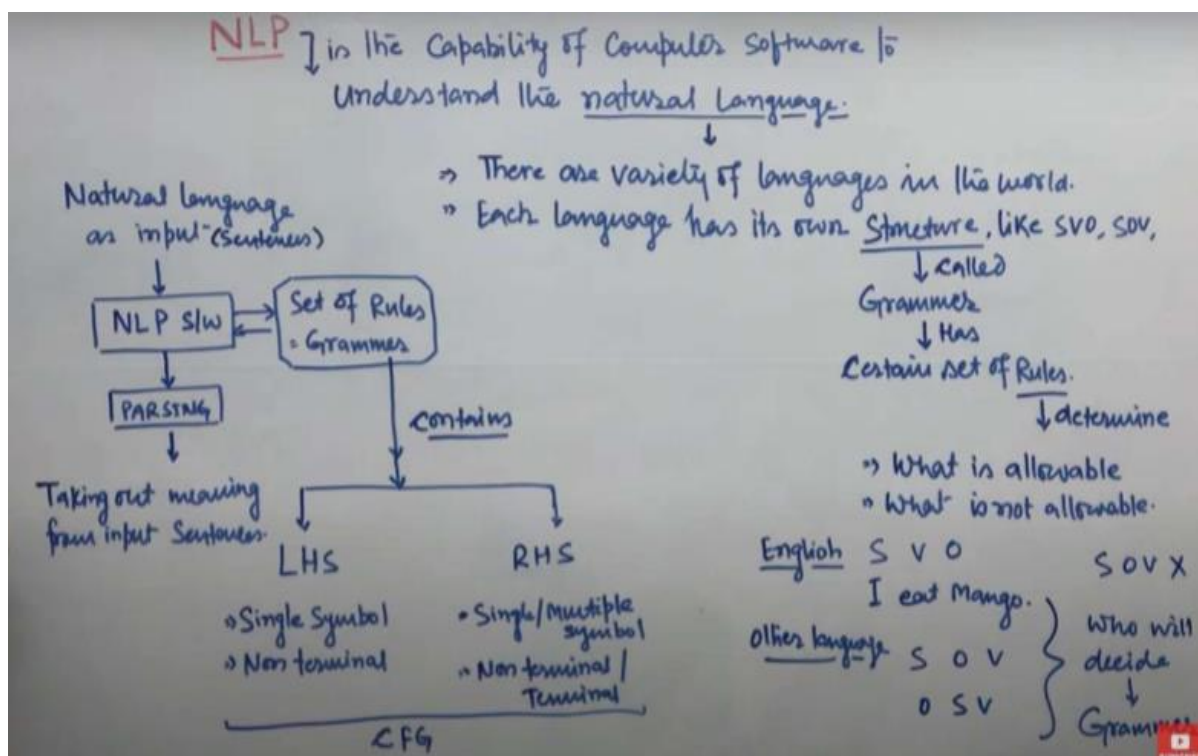 NLP is the Capability of Computer Software to
Understand the natural Language.
» There are variety of languages in the world.
» Each language has its own Structure, like SVO, SOV,
called
Grammer
Has
Certain set of Rules.
determine
» What is allowable
» What is not allowable.
Natural language
as input (Sentences)
NLP S/W
Set of Rules
Grammer
PARSING
contains
Taking out meaning
from input Sentences.
LHS
RHS
» Single Symbol
» Non terminal
Single/Multiple
symbol
Non terminal /
Terminal
CFG
English S V O
I eat Mango.
Other language S O V
O S V
S O V X
Who will
decide
Grammer